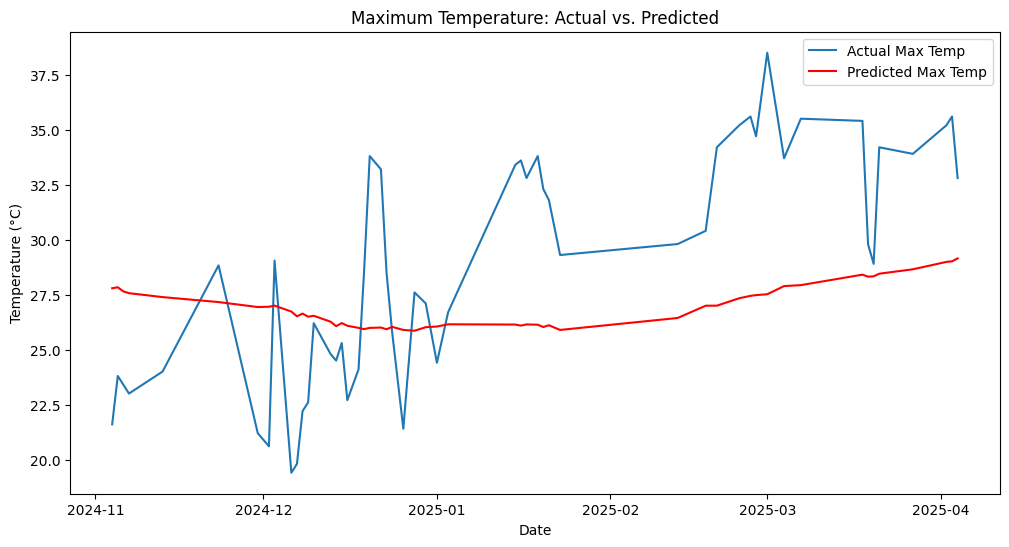 Maximum Temperature: Actual vs. Predicted
Actual Max Temp
Predicted Max Temp
Temperature (°C)
37.5
35.0
32.5
30.0
27.5
25.0
22.5
20.0
2024-11
2024-12
2025-01
2025-02
2025-03
2025-04
Date